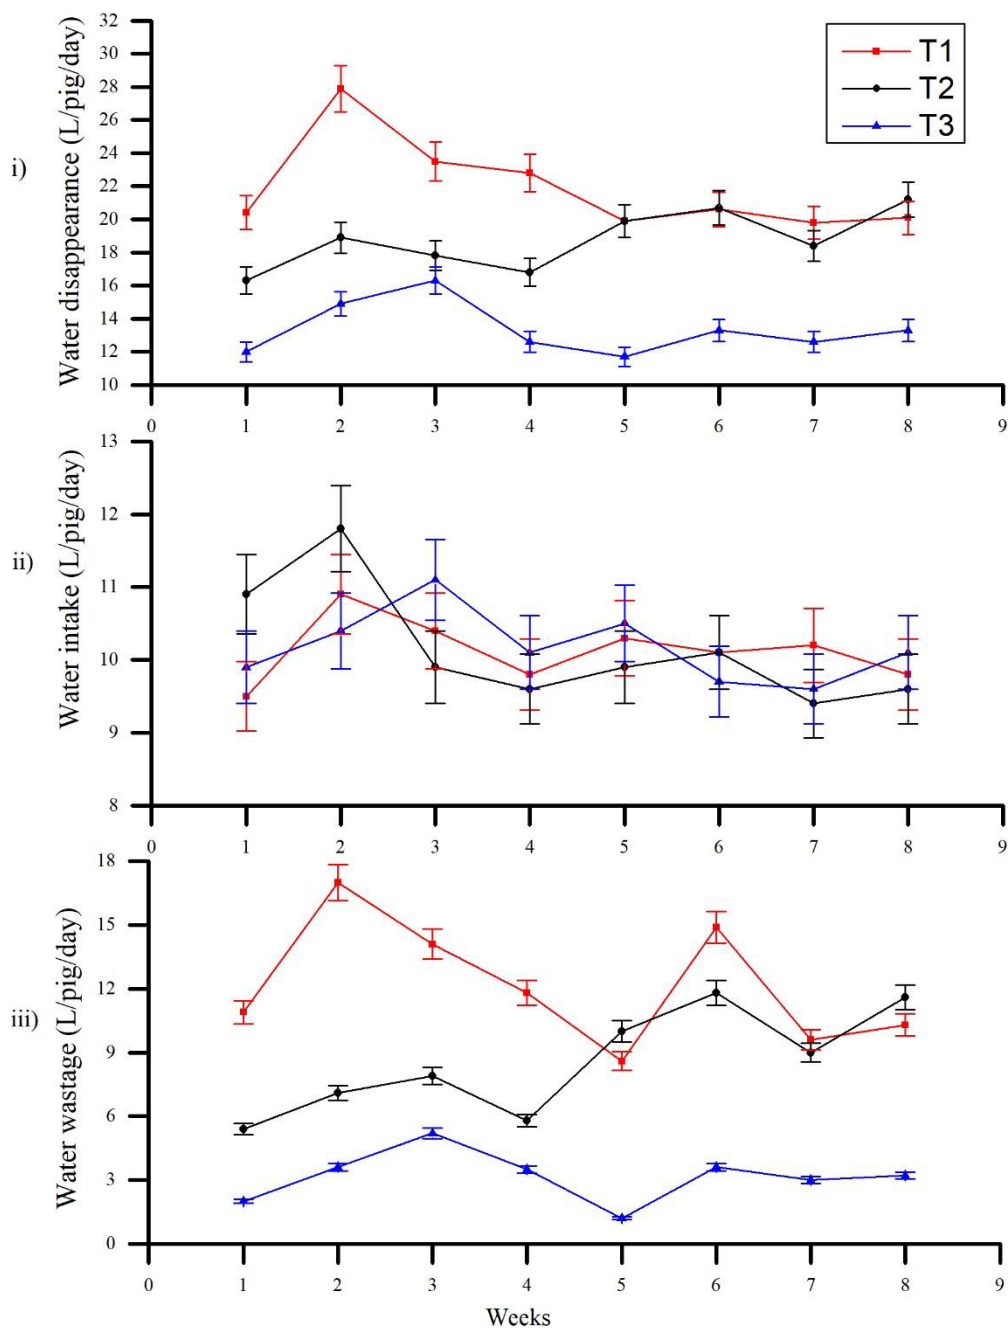 i)
Water disappearance (L/pig/day)
32
30
28
26
24
22
20
18
16
14
12
10
0 1 2 3 4 5 6 7 8 9
T1
T2
T3
ii)
Water intake (L/pig/day)
13
12
11
10
9
8
0 1 2 3 4 5 6 7 8 9
iii)
Water wastage (L/pig/day)
18
15
12
9
6
3
0
0 1 2 3 4 5 6 7 8 9
Weeks